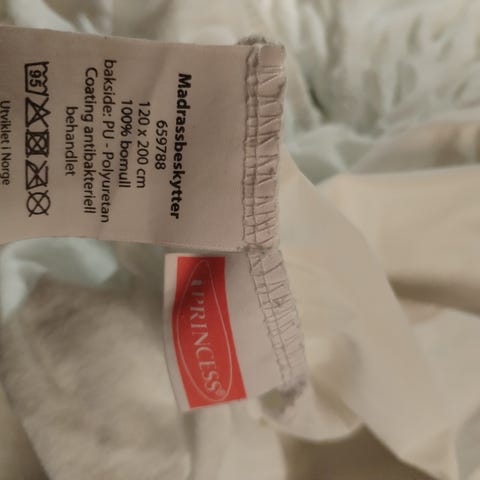 Madrassbeskytter
659788
120 x 200 cm
100% bomull
bakside: PU - Polyuretan
Coating antibakteriell
behandlet
95
Utviklet i Norge
PRINCESS®